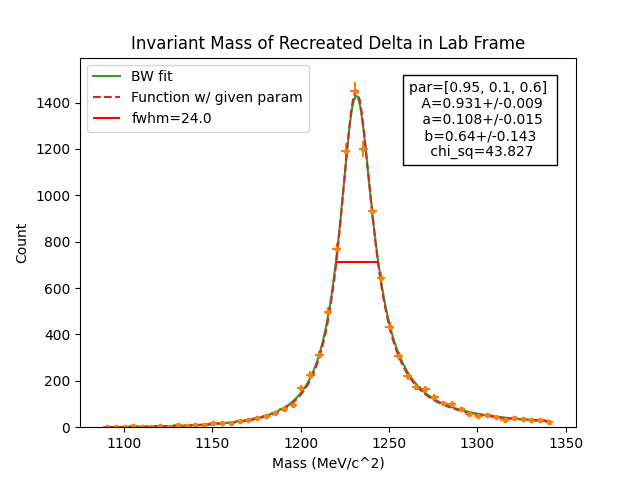 Invariant Mass of Recreated Delta in Lab Frame
BW fit
Function w/ given param
fwhm=24.0
par=[0.95, 0.1, 0.6]
A=0.931+/-0.009
a=0.108+/-0.015
b=0.64+/-0.143
chi_sq=43.827
Count
1400
1200
1000
800
600
400
200
0
1100 1150 1200 1250 1300 1350
Mass (MeV/c^2)